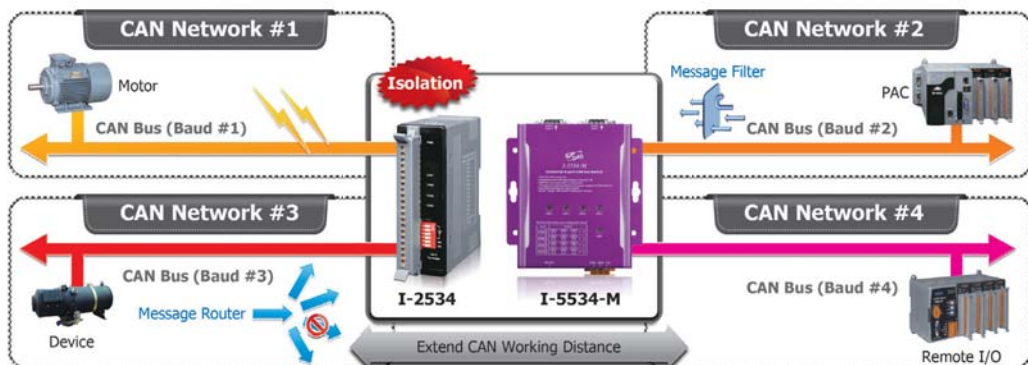 CAN Network #1
CAN Network #2
Motor
Isolation
Message Filter
PAC
CAN Bus (Baud #1)
CAN Bus (Baud #2)
I-5534-M
CAN Network #3
CAN Network #4
CAN Bus (Baud #3)
CAN Bus (Baud #4)
Message Router
I-2534
I-5534-M
Device
Extend CAN Working Distance
Remote I/O